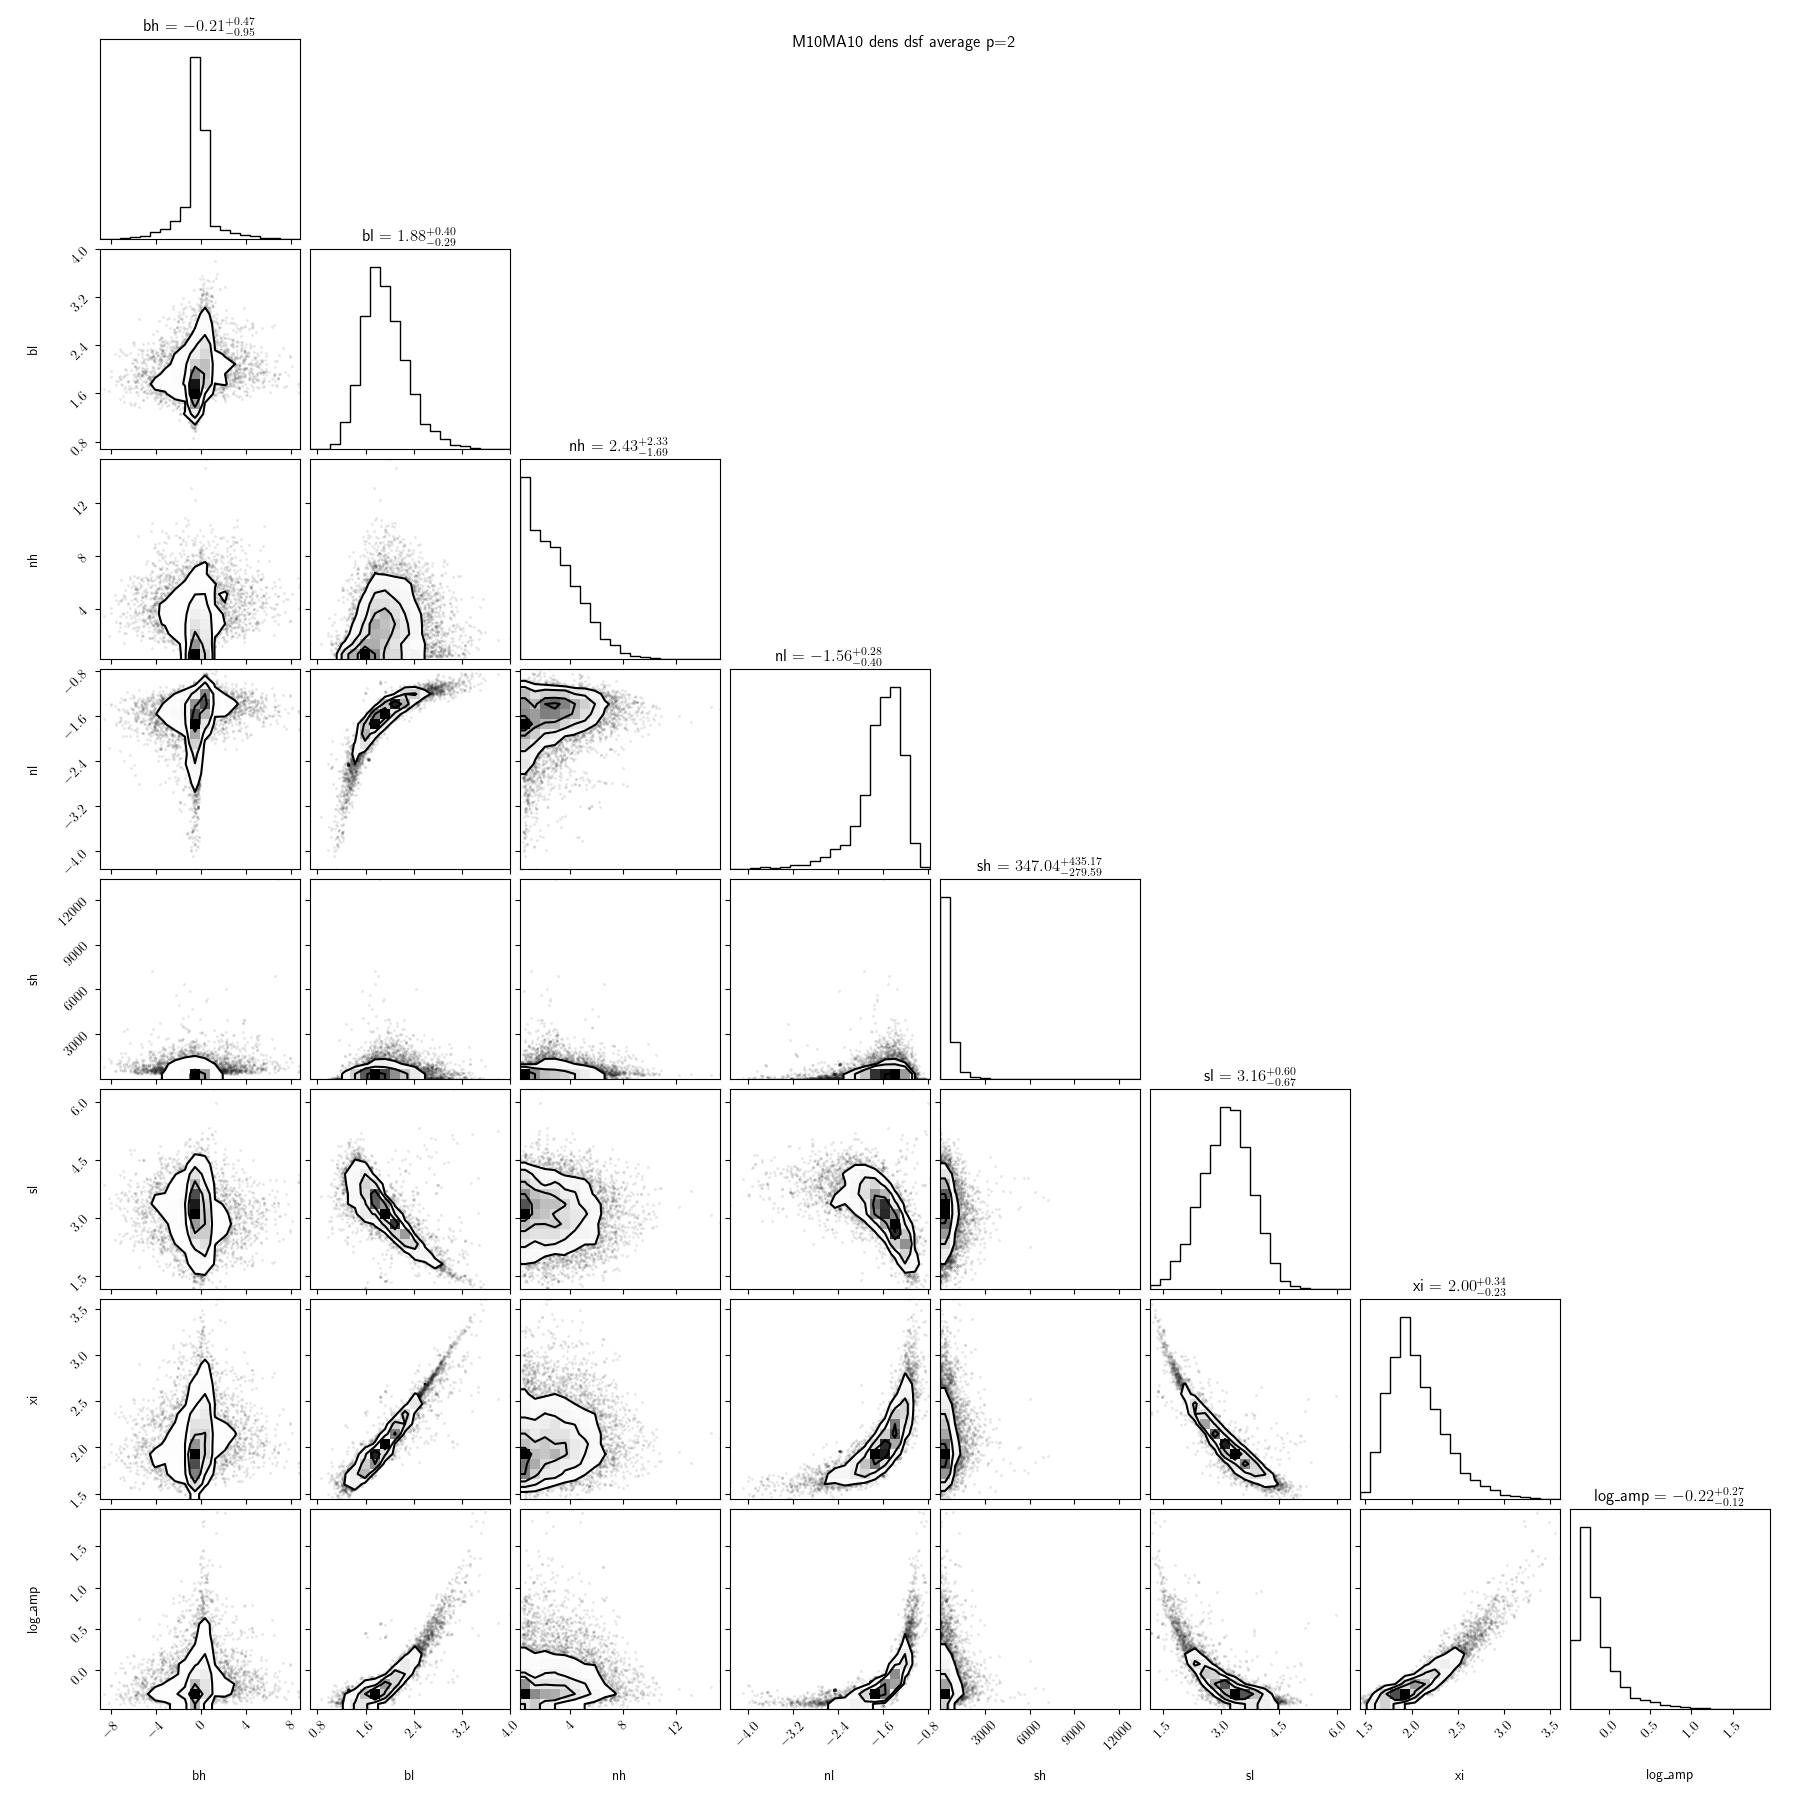 bh = −0.21 +0.47 −0.95
M10MA10 dens dsf average p=2
bl = 1.88 +0.40 −0.29
4.0
3.2
2.4
1.6
0.8
bl
nh = 2.43 +2.33 −1.69
12
8
4
nh
nl = −1.56 +0.28 −0.40
−0.8
−1.6
−2.4
−3.2
−4.0
nl
sh = 347.04 +435.17 −279.59
12000
9000
6000
3000
sh
sl = 3.16 +0.60 −0.67
6.0
4.5
3.0
1.5
sl
xi = 2.00 +0.34 −0.23
3.5
3.0
2.5
2.0
1.5
xi
log_amp = −0.22 +0.27 −0.12
1.5
1.0
0.5
0.0
log_amp
−8 −4 0 4 8 0.8 1.6 2.4 3.2 4.0 4 8 12 −4.0 −3.2 −2.4 −1.6 −0.8 3000 6000 9000 12000 1.5 3.0 4.5 6.0 1.5 2.0 2.5 3.0 3.5 0.0 0.5 1.0 1.5
bh bl nh nl sh sl xi log_amp